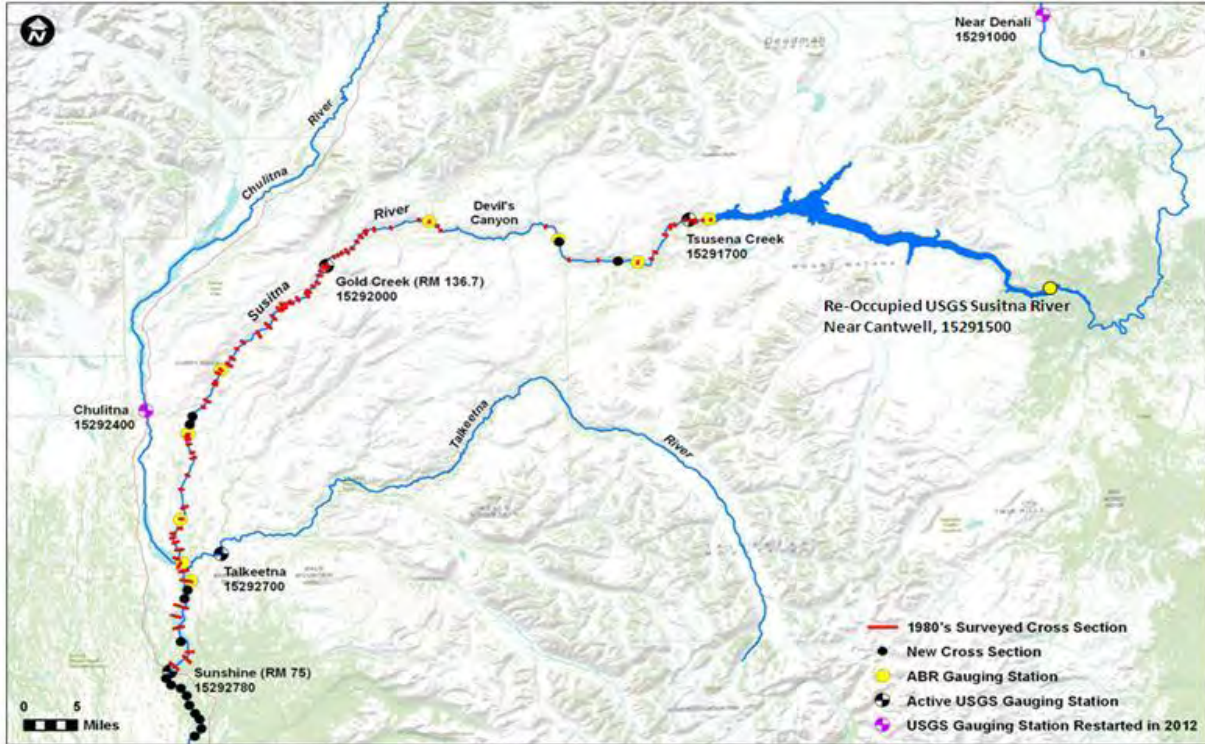 N
Near Denali
15291000
Deadman
8
River
Chulitna
River
Devil's
Canyon
Tsusena Creek
15291700
Gold Creek (RM 136.7)
15292000
Susitna
Re-Occupied USGS Susitna River
Near Cantwell, 15291500
Chulitna
15292400
Talkeetna
River
Talkeetna
15292700
Sunshine (RM 75)
15292780
0 5
Miles
1980's Surveyed Cross Section
New Cross Section
ABR Gauging Station
Active USGS Gauging Station
USGS Gauging Station Restarted in 2012